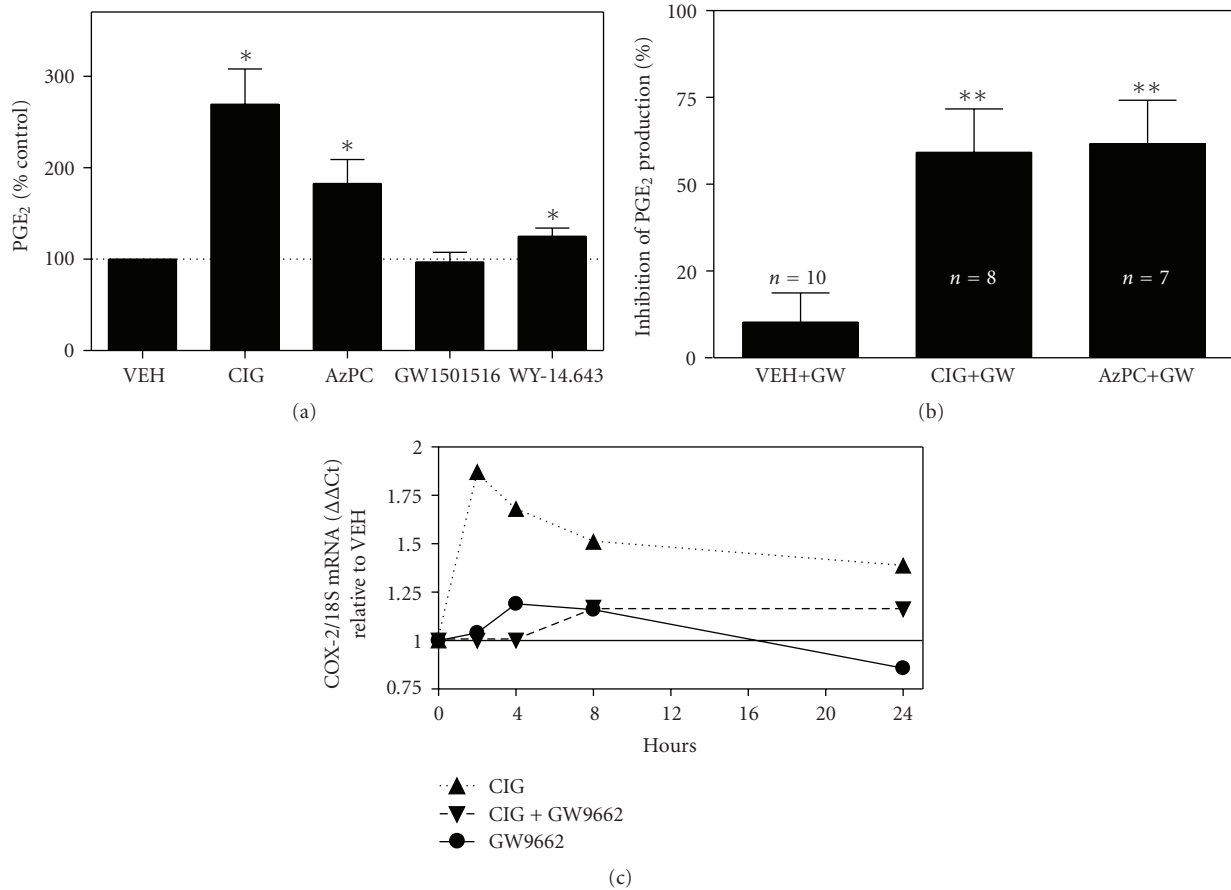 PGE2 (% control)
300
200
100
0
*
*
*
VEH
CIG
AzPC
GW1501516
WY-14.643
(a)
Inhibition of PGE2 production (%)
100
75
50
20
0
**
**
n = 10
n = 8
n = 7
VEH+GW
CIG+GW
AzPC+GW
(b)
COX-2/18S mRNA (ΔΔCt)
relative to VEH
2
1.75
1.5
1.25
1
0.75
0
4
8
12
16
20
24
Hours
CIG
CIG + GW9662
GW9662
(c)